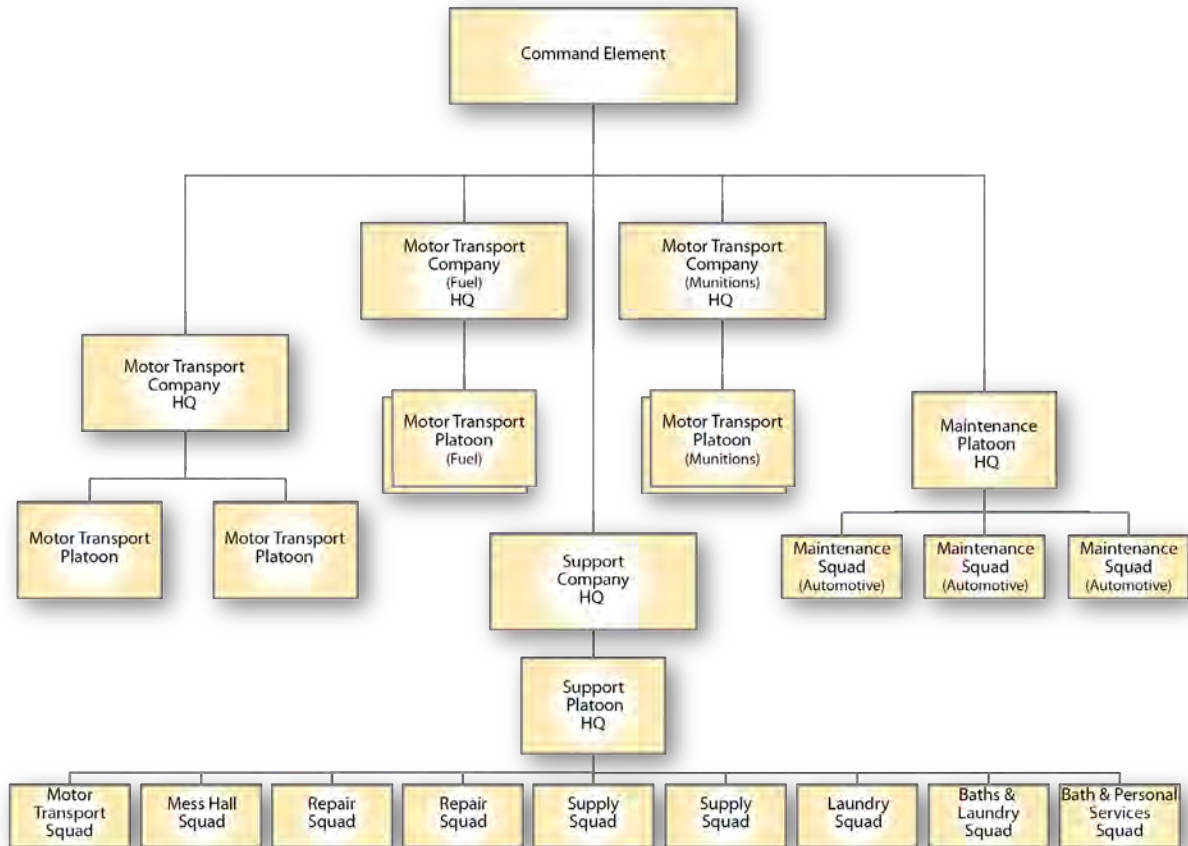 Command Element
Motor Transport
Company
(Fuel)
HQ
Motor Transport
Company
(Munitions)
HQ
Motor Transport
Company
HQ
Motor Transport
Platoon
(Fuel)
Motor Transport
Platoon
(Munitions)
Maintenance
Platoon
HQ
Motor Transport
Platoon
Motor Transport
Platoon
Support
Company
HQ
Maintenance
Squad
(Automotive)
Maintenance
Squad
(Automotive)
Maintenance
Squad
(Automotive)
Support
Platoon
HQ
Motor
Transport
Squad
Mess Hall
Squad
Repair
Squad
Repair
Squad
Supply
Squad
Supply
Squad
Laundry
Squad
Baths &
Laundry
Squad
Bath & Personal
Services
Squad